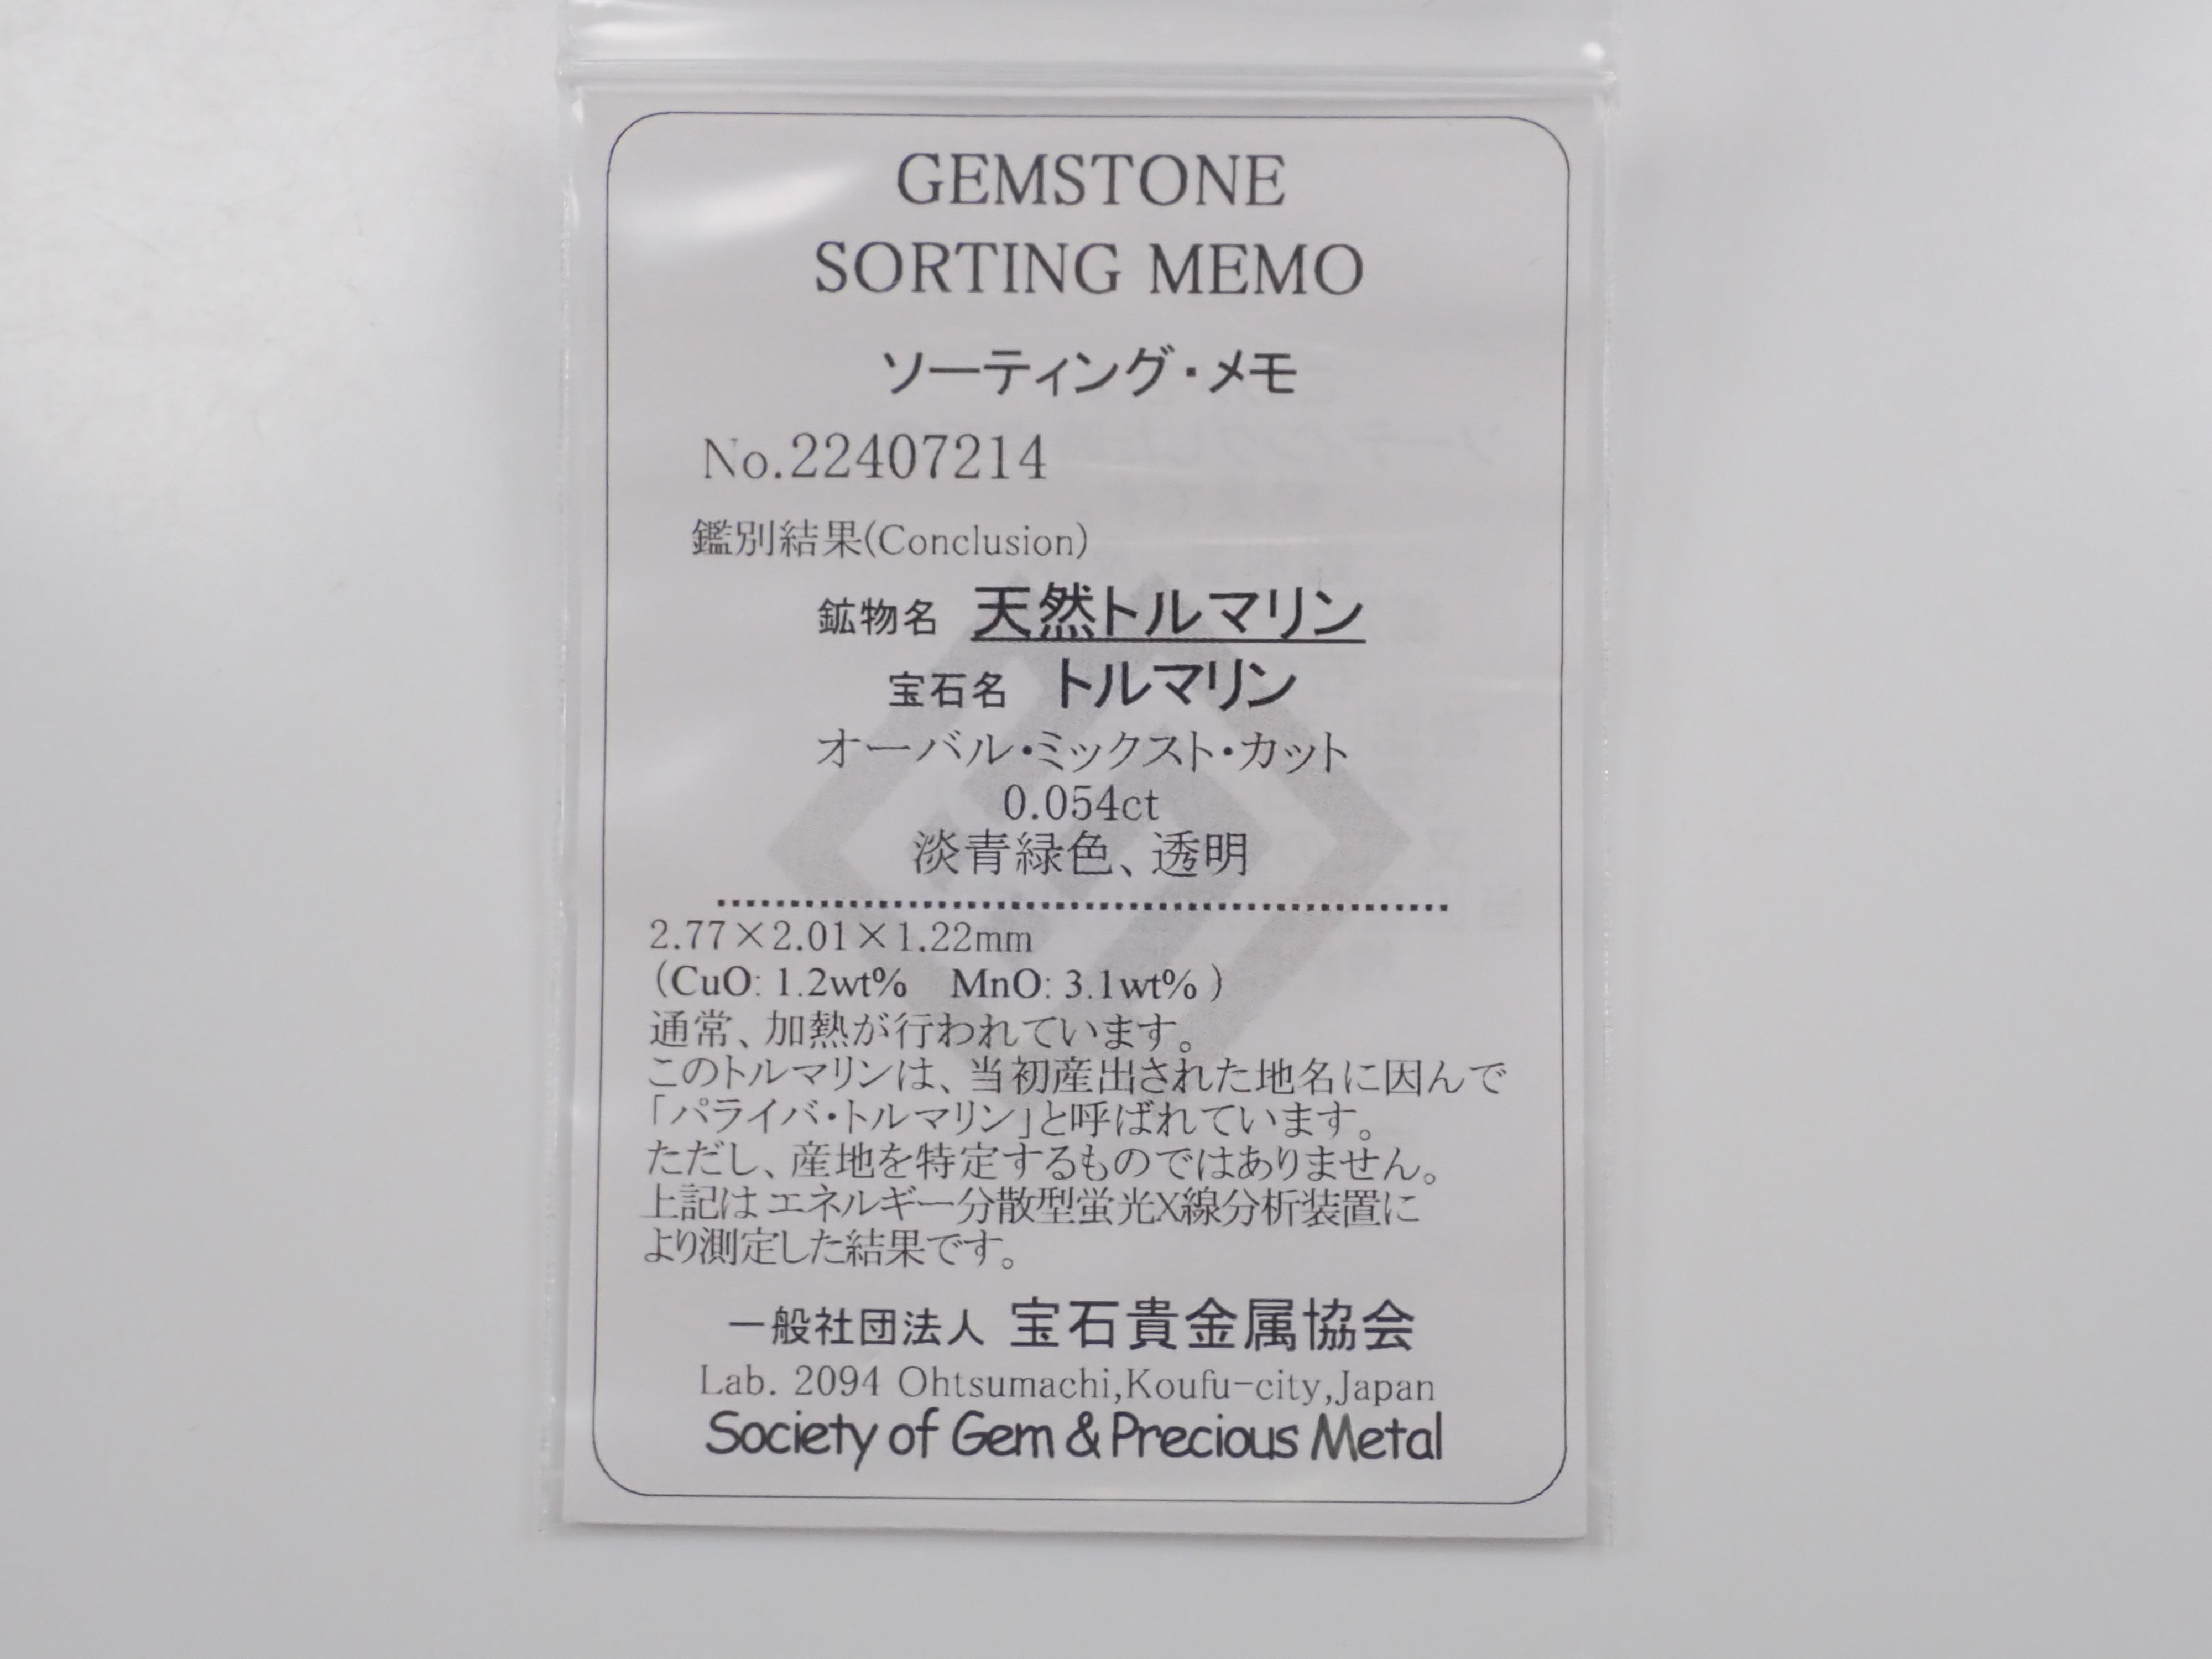 GEMSTONE
SORTING MEMO
ソーティング・メモ
No.22407214
鑑別結果(Conclusion)
鉱物名 天然トルマリン
宝石名 トルマリン
オーバル・ミックスト・カット
0.054ct
淡青緑色、透明
2.77×2.01×1.22mm
(CuO: 1.2wt% MnO: 3.1wt% )
通常、加熱が行われています。
このトルマリンは、当初産出された地名に因んで
「パライバ・トルマリン」と呼ばれています。
ただし、産地を特定するものではありません。
上記はエネルギー分散型蛍光X線分析装置に
より測定した結果です。
一般社団法人 宝石貴金属協会
Lab. 2094 Ohtsumachi,Koufu-city,Japan
Society of Gem & Precious Metal